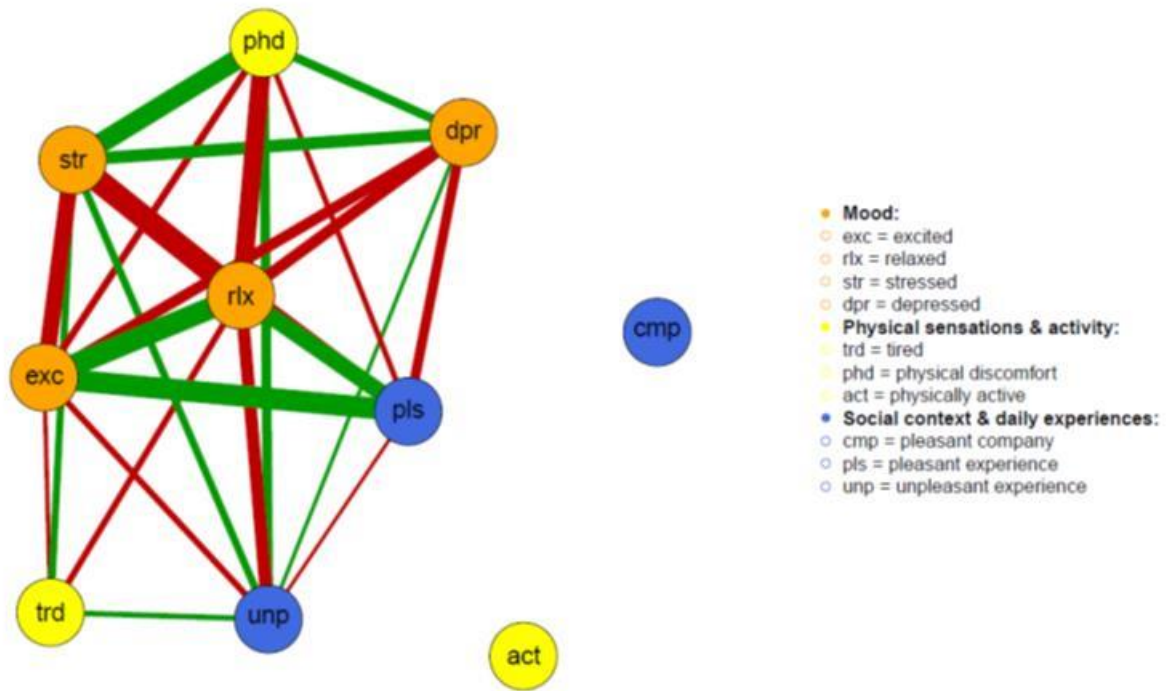 phd
dpr
str
rlx
cmp
exc
pls
trd
unp
act
Mood:
exc = excited
rlx = relaxed
str = stressed
dpr = depressed
Physical sensations & activity:
trd = tired
phd = physical discomfort
act = physically active
Social context & daily experiences:
cmp = pleasant company
pls = pleasant experience
unp = unpleasant experience